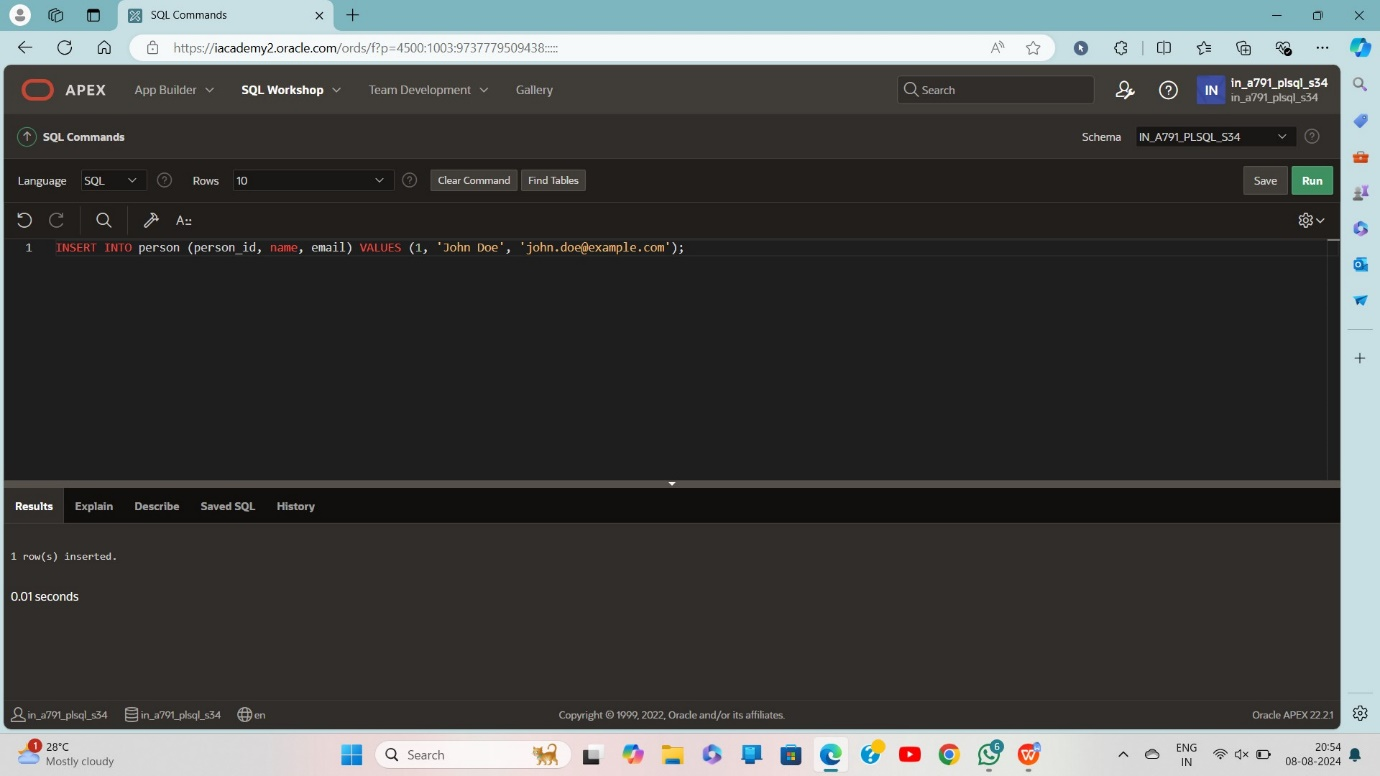 SQL Commands
https://iacademy2.oracle.com/ords/f?p=4500:1003:9737779509438:::::
APEX App Builder SQL Workshop Team Development Gallery Search IN in_a791_plsql_s34
in_a791_plsql_s34
SQL Commands Schema IN_A791_PLSQL_S34
Language SQL Rows 10 Clear Command Find Tables Save Run
A::
1 INSERT INTO person (person_id, name, email) VALUES (1, 'John Doe', 'john.doe@example.com');
Results Explain Describe Saved SQL History
1 row(s) inserted.
0.01 seconds
in_a791_plsql_s34 in_a791_plsql_s34 en Copyright © 1999, 2022, Oracle and/or its affiliates. Oracle APEX 22.2.1
1 28°C
Mostly cloudy
Search
6
ENG
IN
20:54
08-08-2024